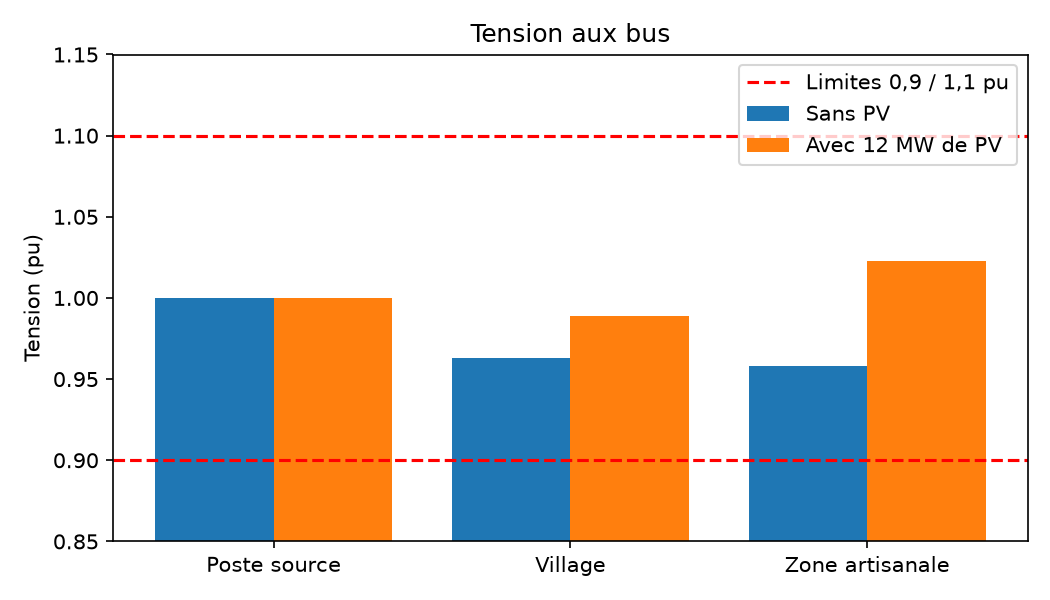 Tension aux bus
Tension (pu)
1.15
1.10
1.05
1.00
0.95
0.90
0.85
Limites 0,9 / 1,1 pu
Sans PV
Avec 12 MW de PV
Poste source
Village
Zone artisanale